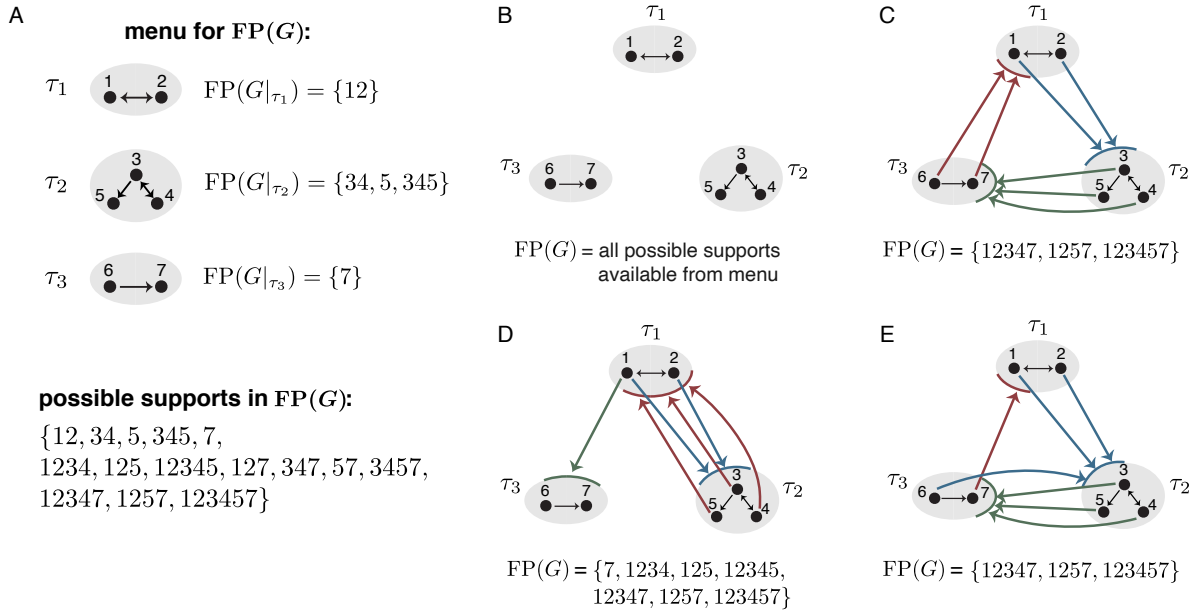 A
menu for FP(G):
τ₁
1 2
FP(G|τ₁) = {12}
τ₂
3
5 4
FP(G|τ₂) = {34, 5, 345}
τ₃
6 7
FP(G|τ₃) = {7}
possible supports in FP(G):
{12, 34, 5, 345, 7,
1234, 125, 12345, 127, 347, 57, 3457,
12347, 1257, 123457}
B
τ₁
1 2
τ₃
6 7
3
5 4
τ₂
FP(G) = all possible supports
available from menu
C
τ₁
1 2
τ₃
6 7
3
5 4
τ₂
FP(G) = {12347, 1257, 123457}
D
τ₁
1 2
τ₃
6 7
3
5 4
τ₂
FP(G) = {7, 1234, 125, 12345,
12347, 1257, 123457}
E
τ₁
1 2
τ₃
6 7
3
5 4
τ₂
FP(G) = {12347, 1257, 123457}